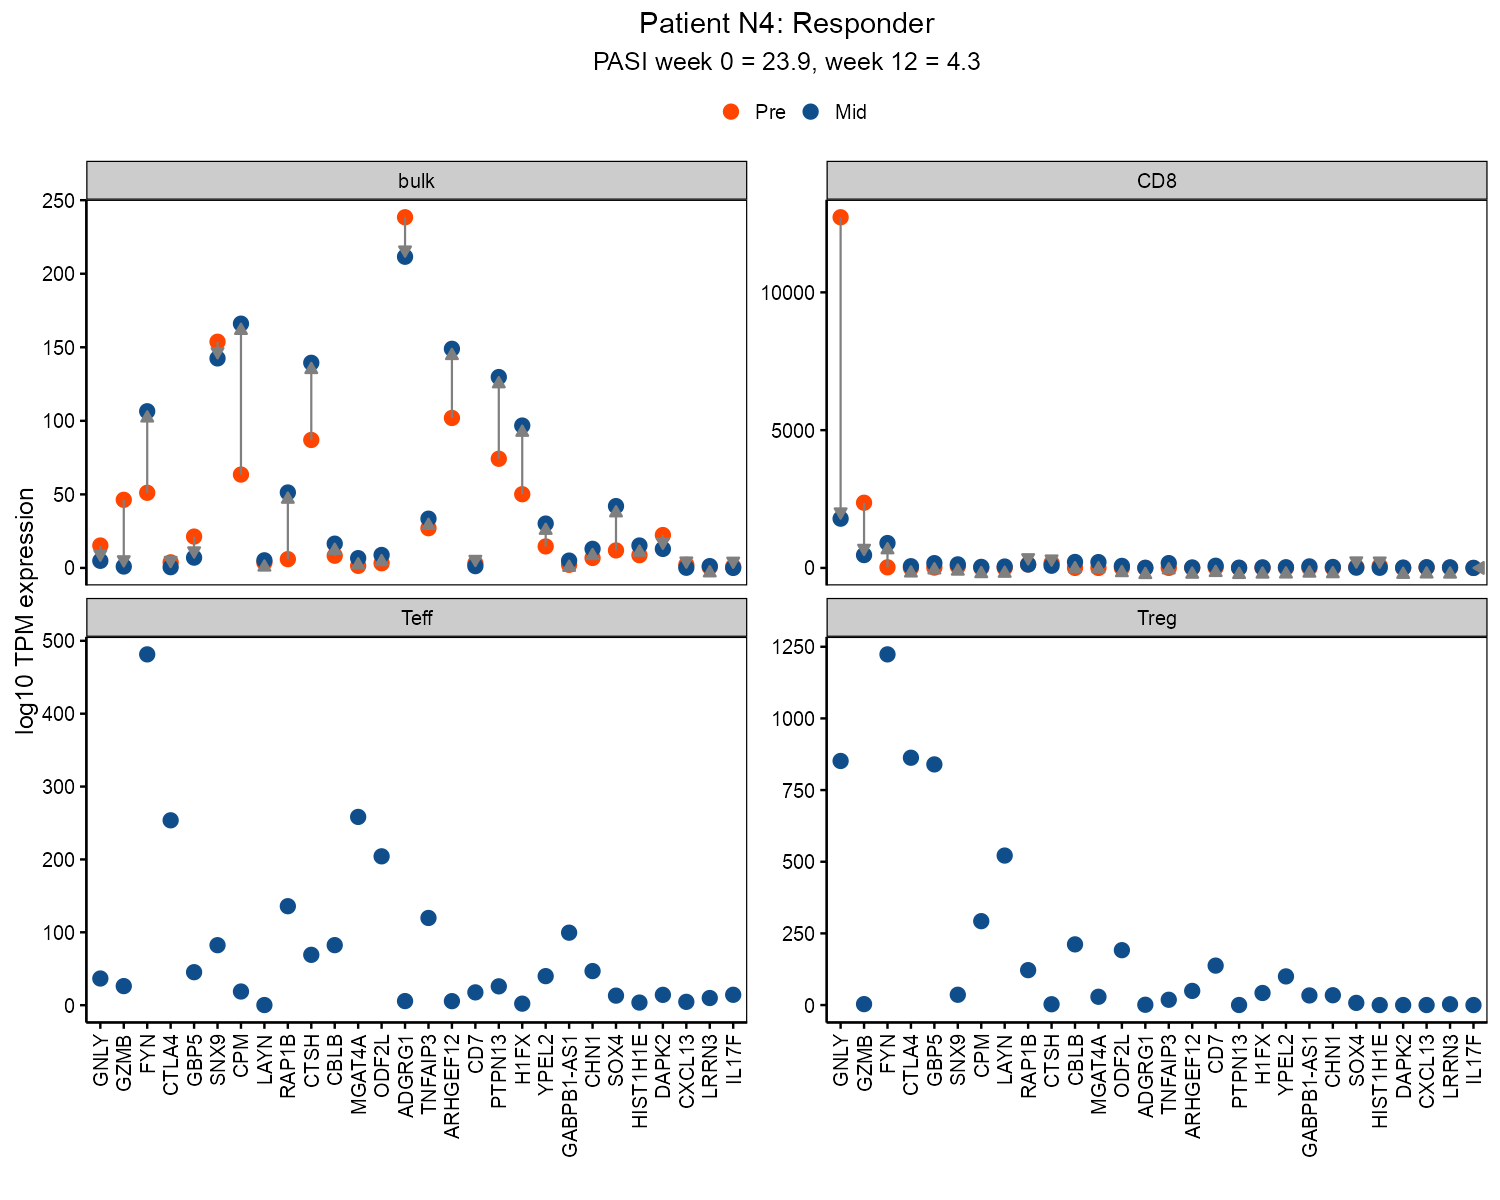 Patient N4: Responder
PASI week 0 = 23.9, week 12 = 4.3
Pre Mid
bulk
CD8
250
200
150
100
50
0
10000
5000
0
log10 TPM expression
Teff
Treg
500
400
300
200
100
0
1250
1000
750
500
250
0
GNLY
GZMB
FYN
CTLA4
GBP5
SNX9
CPM
LAYN
RAP1B
CTSH
CBLB
MGAT4A
ODF2L
ADGRG1
TNFAIP3
ARHGEF12
CD7
PTPN13
H1FX
YPEL2
GABPB1-AS1
CHN1
SOX4
HIST1H1E
DAPK2
CXCL13
LRRN3
IL17F
GNLY
GZMB
FYN
CTLA4
GBP5
SNX9
CPM
LAYN
RAP1B
CTSH
CBLB
MGAT4A
ODF2L
ADGRG1
TNFAIP3
ARHGEF12
CD7
PTPN13
H1FX
YPEL2
GABPB1-AS1
CHN1
SOX4
HIST1H1E
DAPK2
CXCL13
LRRN3
IL17F